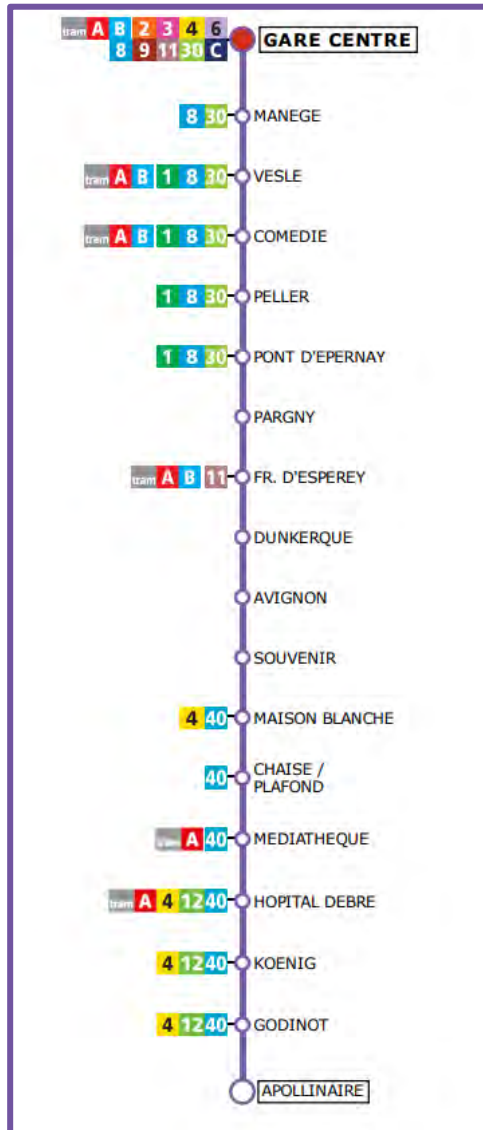 tram A B 2 3 4 6
8 9 11 30 C
GARE CENTRE
8 30 MANEGE
tram A B 1 8 30 VESLE
tram A B 1 8 30 COMEDIE
1 8 30 PELLER
1 8 30 PONT D'EPERNAY
PARGNY
tram A B 11 FR. D'ESPEREY
DUNKERQUE
AVIGNON
SOUVENIR
4 40 MAISON BLANCHE
40 CHAISE /
PLAFOND
tram A 40 MEDIATHEQUE
tram A 4 12 40 HOPITAL DEBRE
4 12 40 KOENIG
4 12 40 GODINOT
APOLLINAIRE